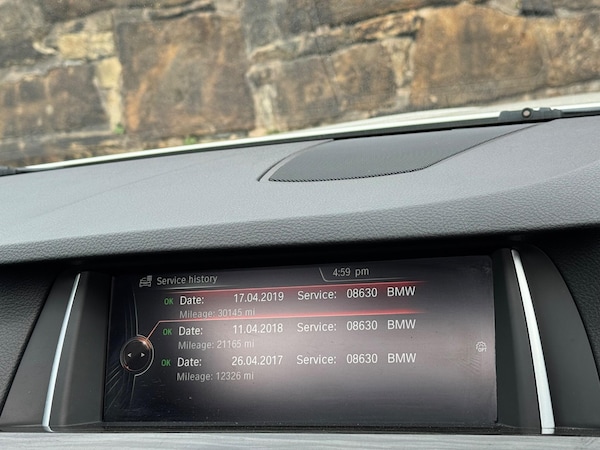 Service history 4:59 pm
OK Date: 17.04.2019 Service: 08630 BMW
Mileage: 30145 mi
OK Date: 11.04.2018 Service: 08630 BMW
Mileage: 21165 mi
OK Date: 26.04.2017 Service: 08630 BMW
Mileage: 12326 mi
OPT